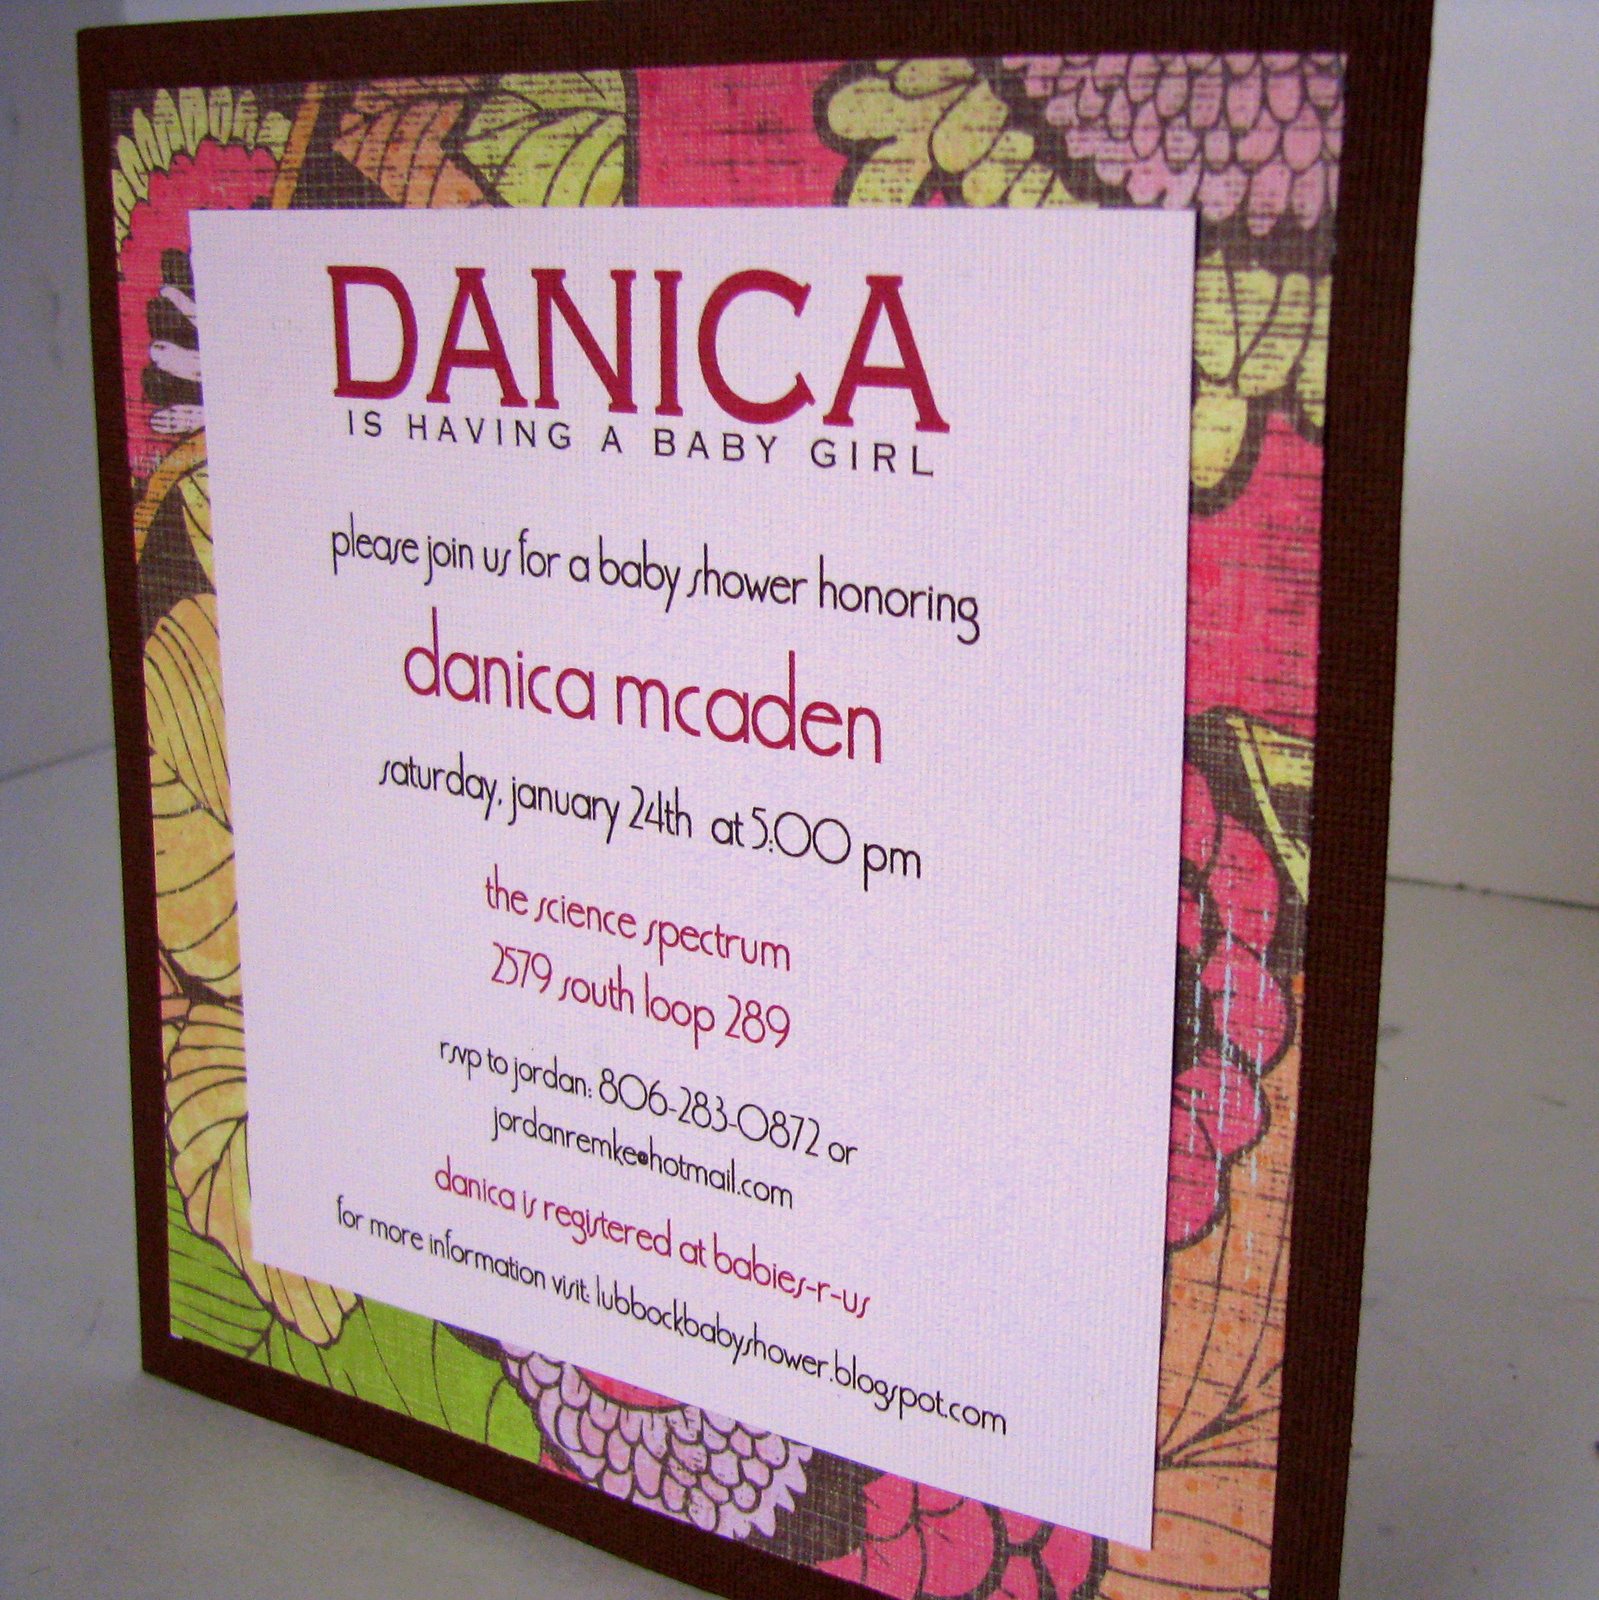 DANICA
IS HAVING A BABY GIRL
please join us for a baby shower honoring
danica mcaden
saturday, january 24th at 5:00 pm
the science spectrum
2579 south loop 289
rsvp to jordan: 806-283-0872 or
jordanremke@hotmail.com
danica is registered at babies-r-us
for more information visit: lubbockbabyshower.blogspot.com